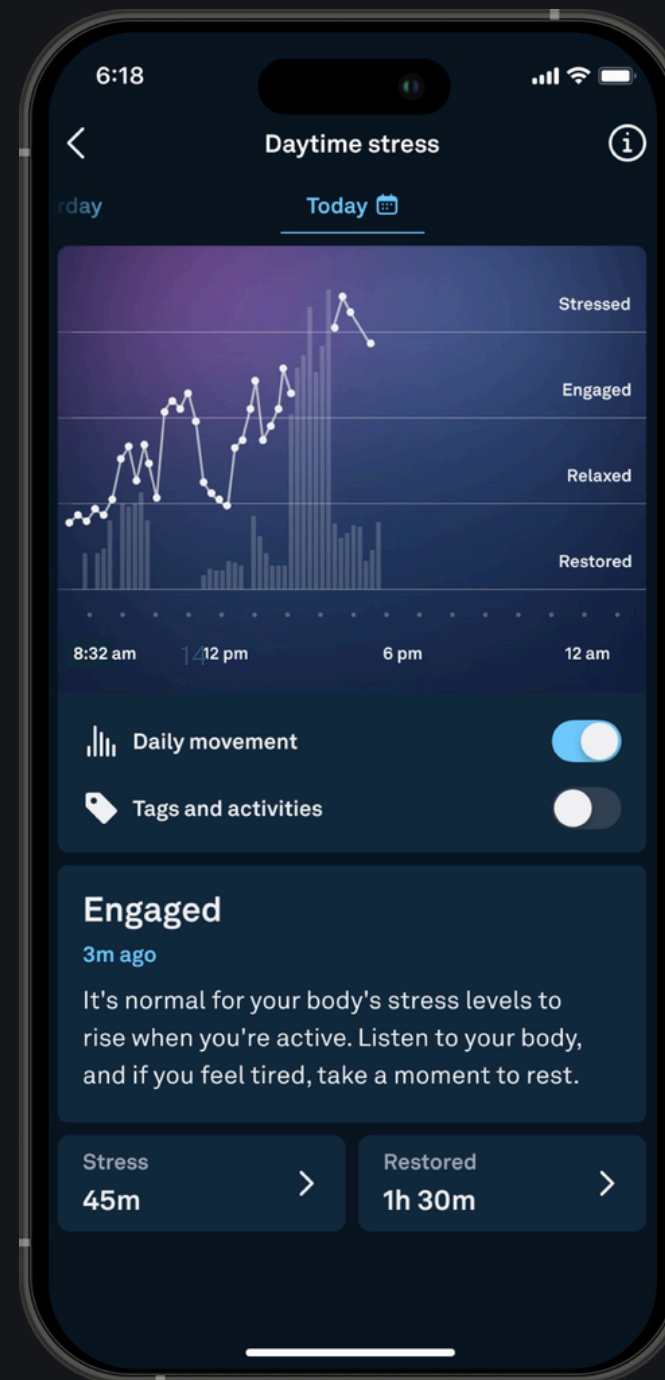 6:18
Daytime stress
rday
Today
Stressed
Engaged
Relaxed
Restored
8:32 am
14
12 pm
6 pm
12 am
Daily movement
Tags and activities
Engaged
3m ago
It's normal for your body's stress levels to
rise when you're active. Listen to your body,
and if you feel tired, take a moment to rest.
Stress
45m
Restored
1h 30m